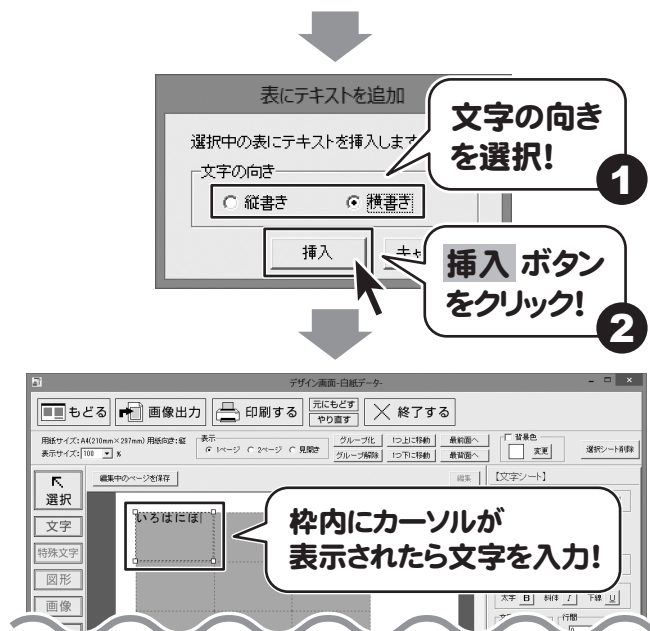 表にテキストを追加
選択中の表にテキストを挿入します
文字の向き
縦書き
横書き
文字の向き
を選択!
1
挿入
キャ
挿入 ボタン
をクリック!
2
デザイン画面-白紙データ-
もどる
画像出力
印刷する
元にもどす
やり直す
終了する
用紙サイズ:A4(210mm×297mm) 用紙向き:縦
表示サイズ: 100 %
表示
1ページ 2ページ 見開き
グループ化
1つ上に移動
最前面へ
グループ解除
1つ下に移動
最背面へ
背景色
変更
選択シート削除
編集中のページを保存
編集
【文字シート】
選択
文字
特殊文字
図形
画像
いろはにほ
枠内にカーソルが
表示されたら文字を入力!
太字 B 斜体 I 下線 U
行間